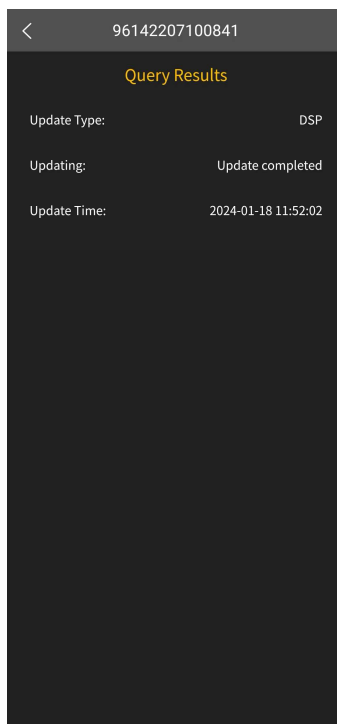 96142207100841
Query Results
Update Type: DSP
Updating: Update completed
Update Time: 2024-01-18 11:52:02